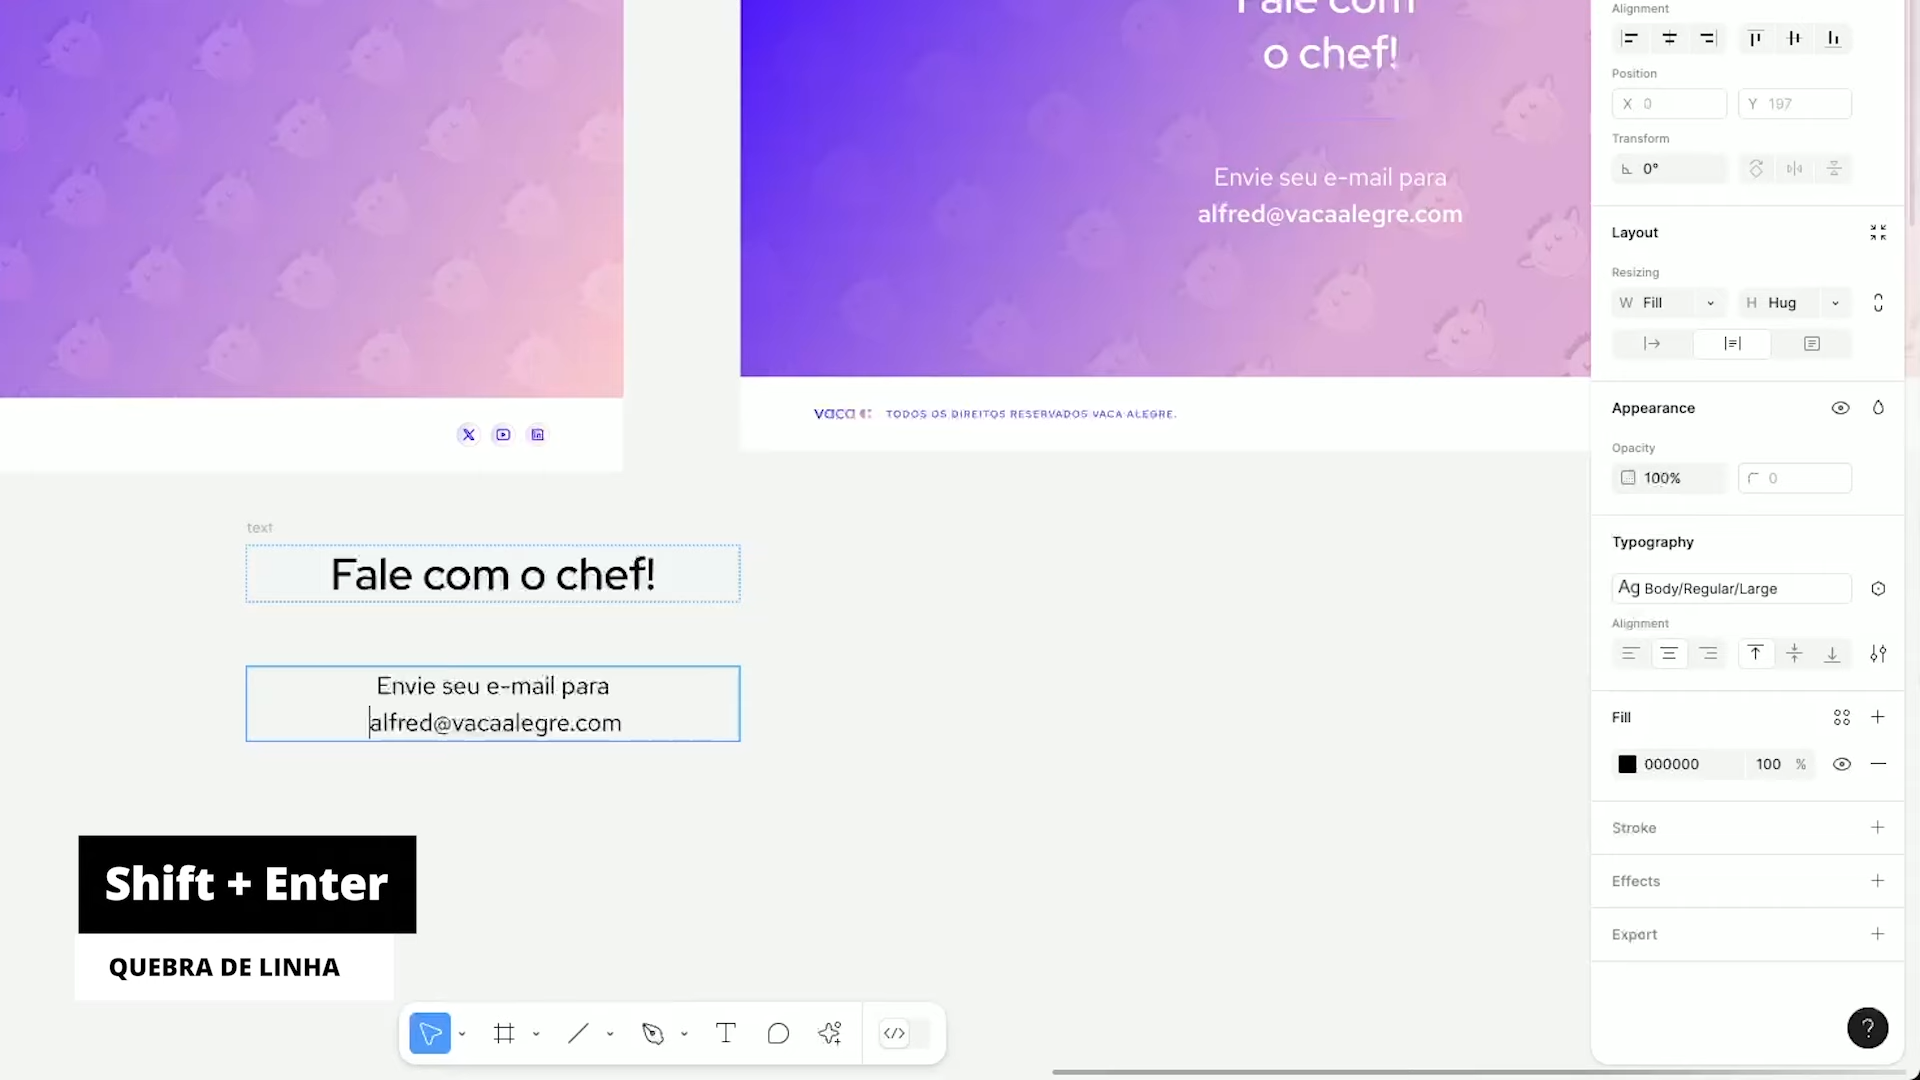 Fale com
o chef!
Envie seu e-mail para
alfred@vacaalegre.com
vaca
TODOS OS DIREITOS RESERVADOS VACA ALEGRE.
text
Fale com o chef!
Envie seu e-mail para
alfred@vacaalegre.com
Shift + Enter
QUEBRA DE LINHA
Alignment
Position
X 0
Y 197
Transform
0°
Layout
Resizing
W Fill
H Hug
Appearance
Opacity
100%
0
Typography
Ag Body/Regular/Large
Alignment
Fill
000000 100 %
Stroke
Effects
Export
?